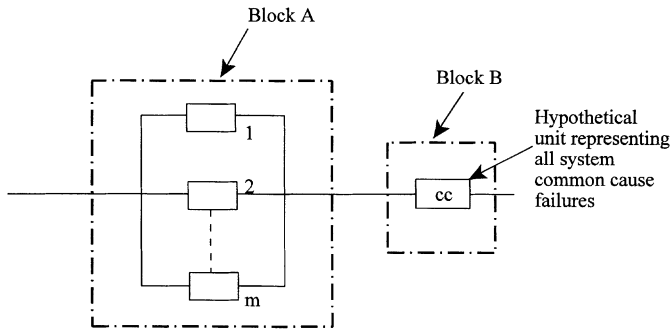 Block A
Block B
Hypothetical
unit representing
all system
common cause
failures
1
2
m
cc